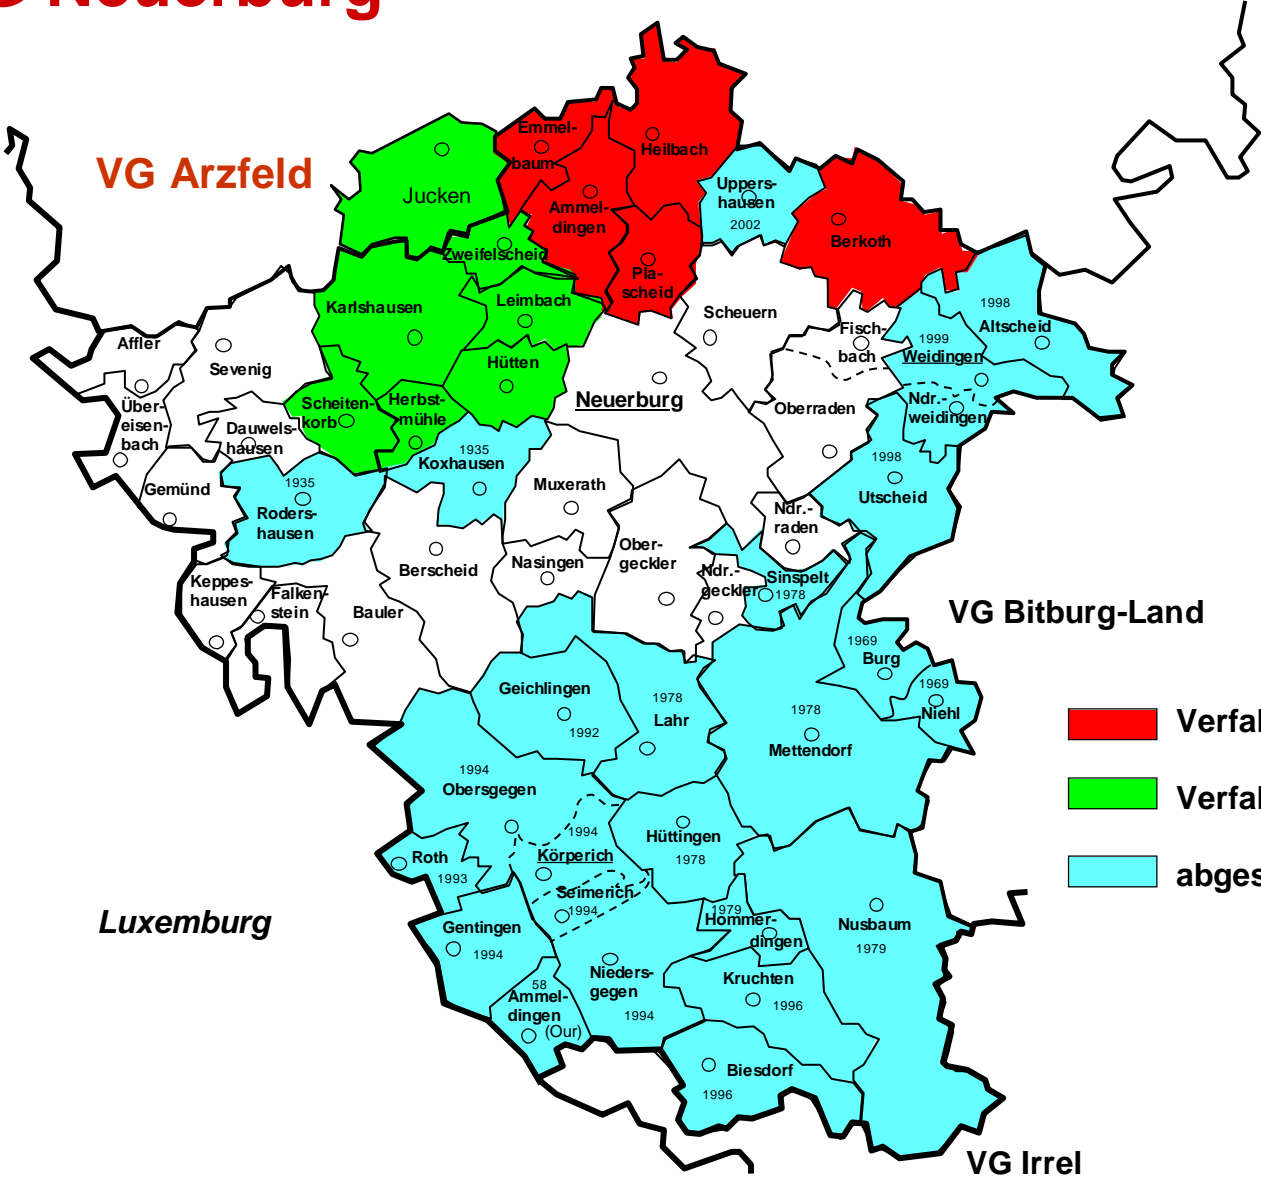 Neuerburg
VG Arzfeld
Jucken
Emmel-
baum
Heilbach
Ammel-
dingen
Uppers-
hausen
2002
Berkoth
Zweifelscheid
Pla-
scheid
Karlshausen
Leimbach
Scheuern
Fisch-
bach
1998
Altscheid
1999
Weidingen
Affler
Sevenig
Hütten
Neuerburg
Über-
eisen-
bach
Scheiten-
korb
Herbst-
mühle
Dauwels-
hausen
Oberraden
Ndr.-
weidingen
1935
Koxhausen
Gemünd
1935
Roders-
hausen
Muxerath
1998
Utscheid
Ndr.-
raden
Keppes-
hausen
Falken-
stein
Bauler
Berscheid
Nasingen
Ober-
geckler
Ndr.-
geckler
Sinspelt
1978
VG Bitburg-Land
1969
Burg
1969
Niehl
Geichlingen
1992
1978
Lahr
1978
Mettendorf
Verfal
1994
Obersgegen
Verfal
1994
Körperich
Hüttingen
1978
Roth
1993
abges
Seimerich
1994
Luxemburg
Gentingen
1994
1979
Hommer-
dingen
Nusbaum
1979
58
Ammel-
dingen
(Our)
Nieders-
gegen
1994
Kruchten
1996
Biesdorf
1996
VG Irrel